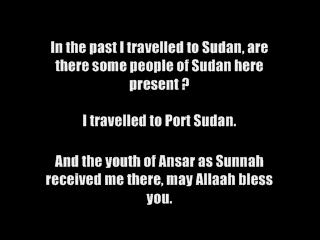 In the past I travelled to Sudan, are
there some people of Sudan here
present ?
I travelled to Port Sudan.
And the youth of Ansar as Sunnah
received me there, may Allaah bless
you.